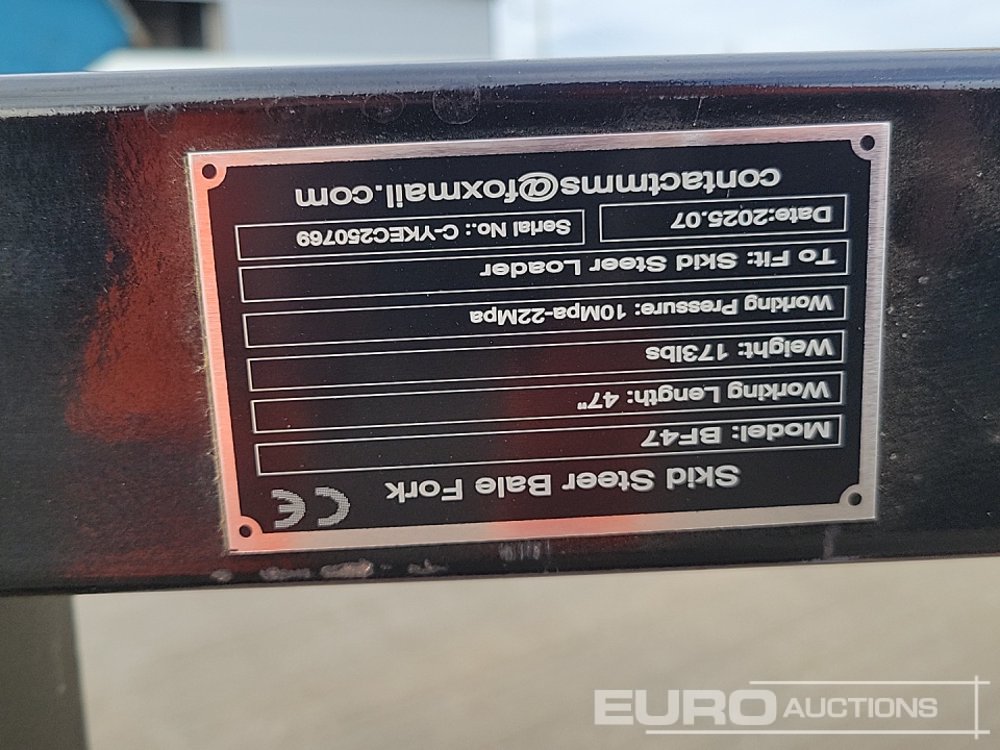 Skid Steer Bale Fork CE
Model: BF47
Working Length: 47"
Weight: 173lbs
Working Pressure: 10Mpa-22Mpa
To Fit: Skid Steer Loader
Date:2025.07 Serial No.: C-YKEC250769
contactmms@foxmail.com
EURO AUCTIONS